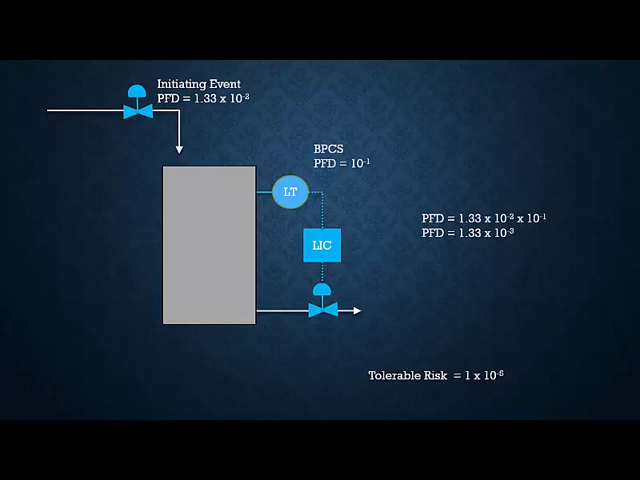 Initiating Event
PFD = 1.33 x 10⁻²
BPCS
PFD = 10⁻¹
LT
PFD = 1.33 x 10⁻² x 10⁻¹
PFD = 1.33 x 10⁻³
LIC
Tolerable Risk = 1 x 10⁻⁶